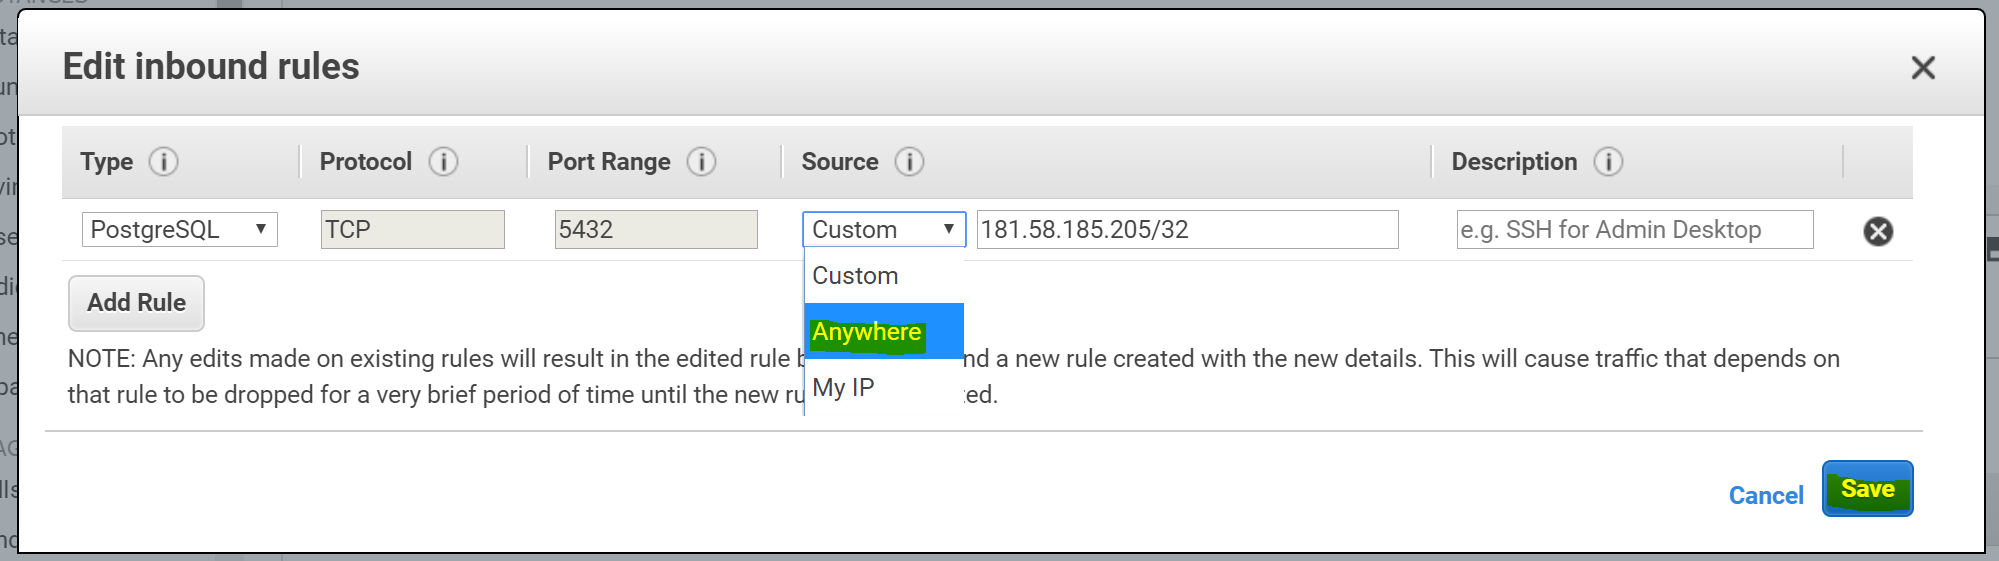 Edit inbound rules
Type Protocol Port Range Source Description
PostgreSQL TCP 5432 Custom 181.58.185.205/32 e.g. SSH for Admin Desktop
Custom
Anywhere
My IP
Add Rule
NOTE: Any edits made on existing rules will result in the edited rule nd a new rule created with the new details. This will cause traffic that depends on
that rule to be dropped for a very brief period of time until the new ru ted.
Cancel Save